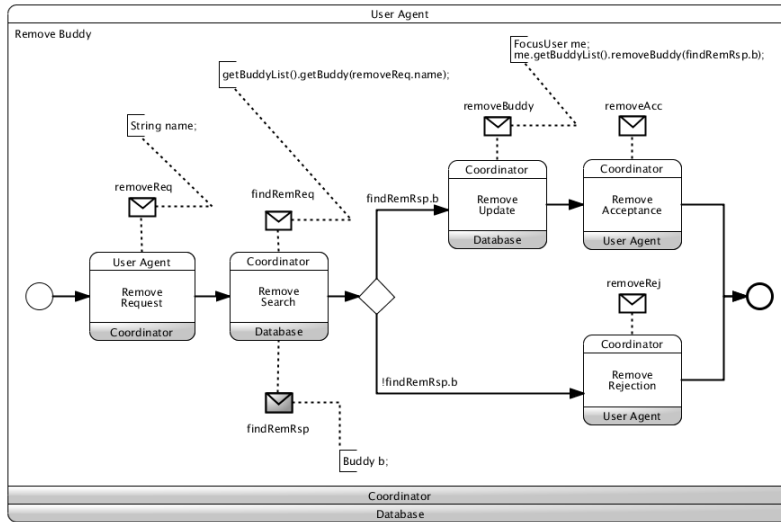 User Agent
Remove Buddy
FocusUser me;
me.getBuddyList().removeBuddy(findRemRsp.b);
getBuddyList().getBuddy(removeReq.name);
String name;
removeBuddy
removeAcc
removeReq
findRemReq
Coordinator
Remove
Update
Database
Coordinator
Remove
Acceptance
User Agent
findRemRsp.b
User Agent
Remove
Request
Coordinator
Coordinator
Remove
Search
Database
removeRej
Coordinator
Remove
Rejection
User Agent
!findRemRsp.b
findRemRsp
Buddy b;
Coordinator
Database